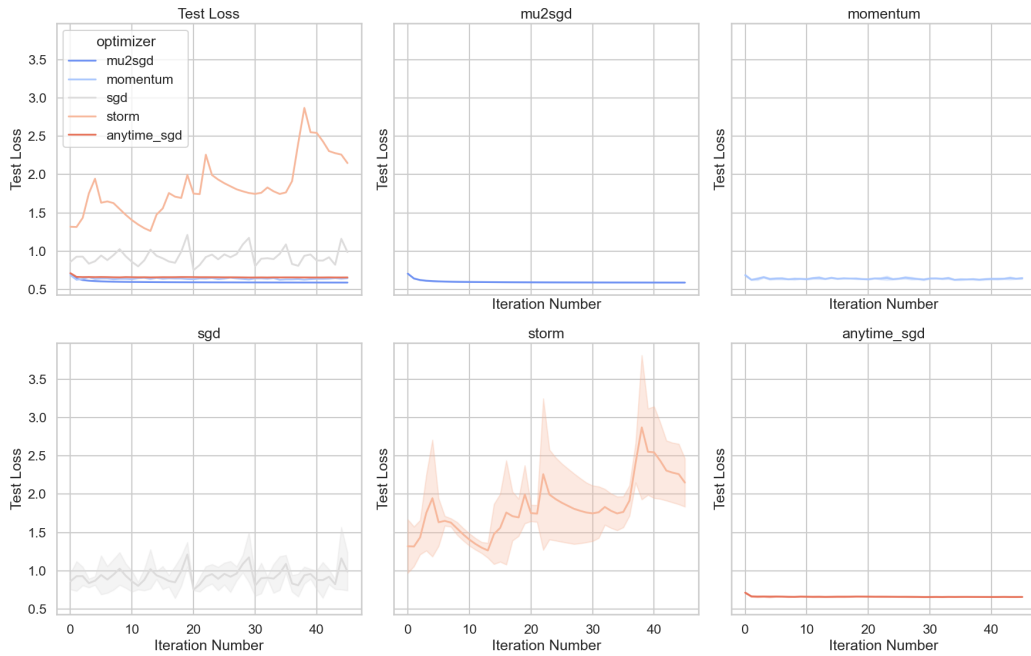 Test Loss
mu2sgd
momentum
optimizer
mu2sgd
momentum
sgd
storm
anytime_sgd
3.5
3.0
2.5
2.0
1.5
1.0
0.5
Test Loss
Test Loss
Test Loss
Iteration Number
Iteration Number
sgd
storm
anytime_sgd
3.5
3.0
2.5
2.0
1.5
1.0
0.5
Test Loss
Test Loss
Test Loss
0 10 20 30 40
0 10 20 30 40
0 10 20 30 40
Iteration Number
Iteration Number
Iteration Number